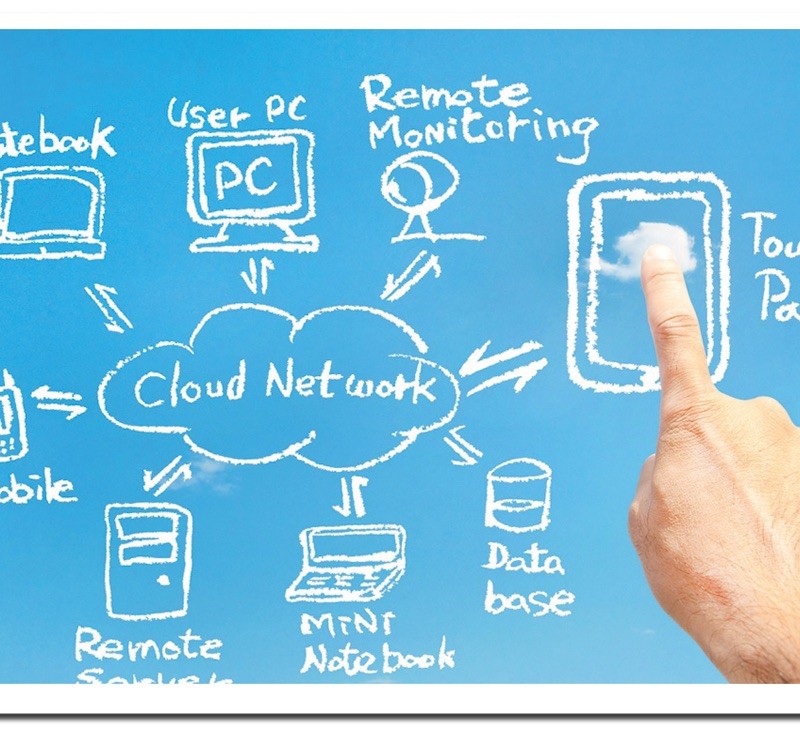 User PC
Remote
Monitoring
tebook
PC
Tou
Pa
Cloud Network
obile
Data
base
MiNi
Notebook
Remote
Server